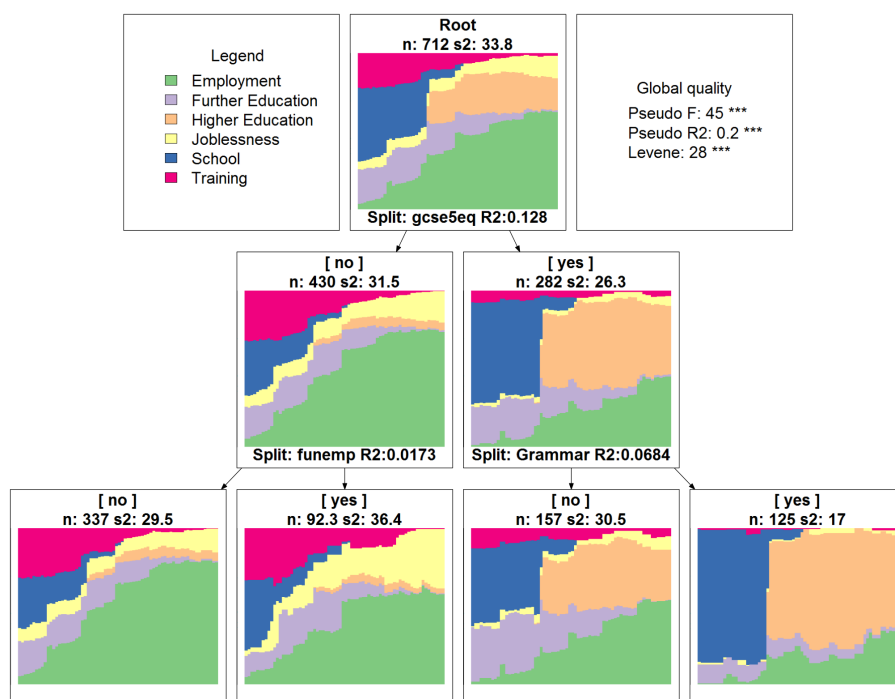 Legend
Employment
Further Education
Higher Education
Joblessness
School
Training
Root
n: 712 s2: 33.8
Split: gcse5eq R2:0.128
Global quality
Pseudo F: 45 ***
Pseudo R2: 0.2 ***
Levene: 28 ***
[ no ]
n: 430 s2: 31.5
Split: funemp R2:0.0173
[ yes ]
n: 282 s2: 26.3
Split: Grammar R2:0.0684
[ no ]
n: 337 s2: 29.5
[ yes ]
n: 92.3 s2: 36.4
[ no ]
n: 157 s2: 30.5
[ yes ]
n: 125 s2: 17